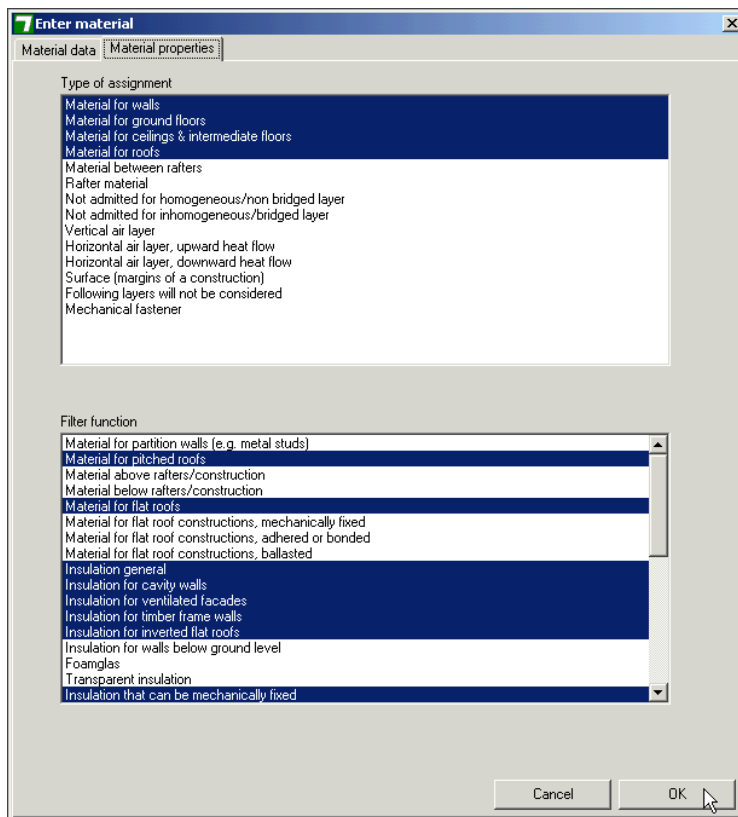 Enter material
Material data Material properties
Type of assignment
Material for walls
Material for ground floors
Material for ceilings & intermediate floors
Material for roofs
Material between rafters
Rafter material
Not admitted for homogeneous/non bridged layer
Not admitted for inhomogeneous/bridged layer
Vertical air layer
Horizontal air layer, upward heat flow
Horizontal air layer, downward heat flow
Surface (margins of a construction)
Following layers will not be considered
Mechanical fastener
Filter function
Material for partition walls (e.g. metal studs)
Material for pitched roofs
Material above rafters/construction
Material below rafters/construction
Material for flat roofs
Material for flat roof constructions, mechanically fixed
Material for flat roof constructions, adhered or bonded
Material for flat roof constructions, ballasted
Insulation general
Insulation for cavity walls
Insulation for ventilated facades
Insulation for timber frame walls
Insulation for inverted flat roofs
Insulation for walls below ground level
Foamglas
Transparent insulation
Insulation that can be mechanically fixed
Cancel OK